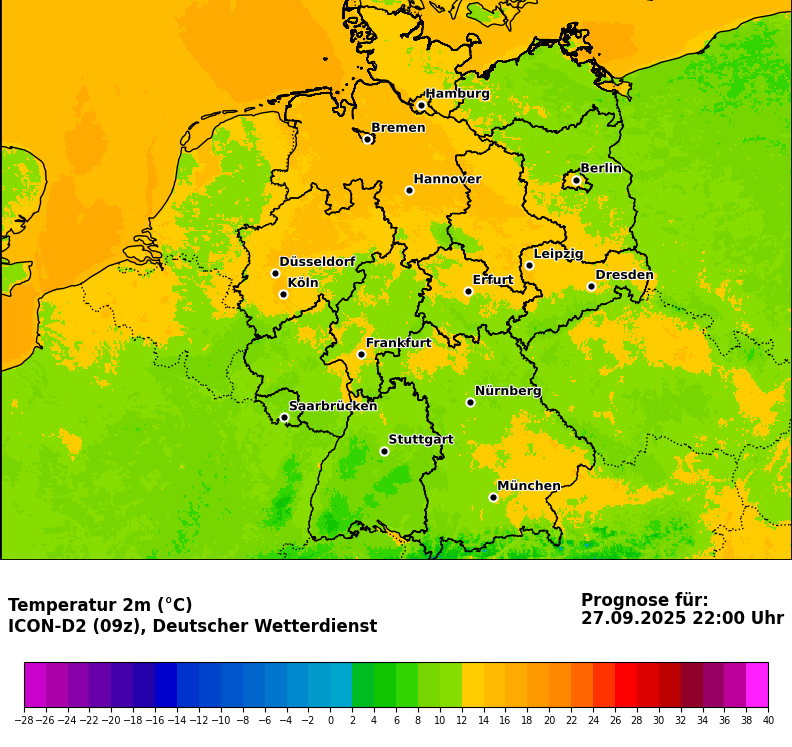 Hamburg
Bremen
Berlin
Hannover
Leipzig
Düsseldorf
Dresden
Köln
Erfurt
Frankfurt
Nürnberg
Saarbrücken
Stuttgart
München
Temperatur 2m (°C)
ICON-D2 (09z), Deutscher Wetterdienst
Prognose für:
27.09.2025 22:00 Uhr
−28 −26 −24 −22 −20 −18 −16 −14 −12 −10 −8 −6 −4 −2 0 2 4 6 8 10 12 14 16 18 20 22 24 26 28 30 32 34 36 38 40